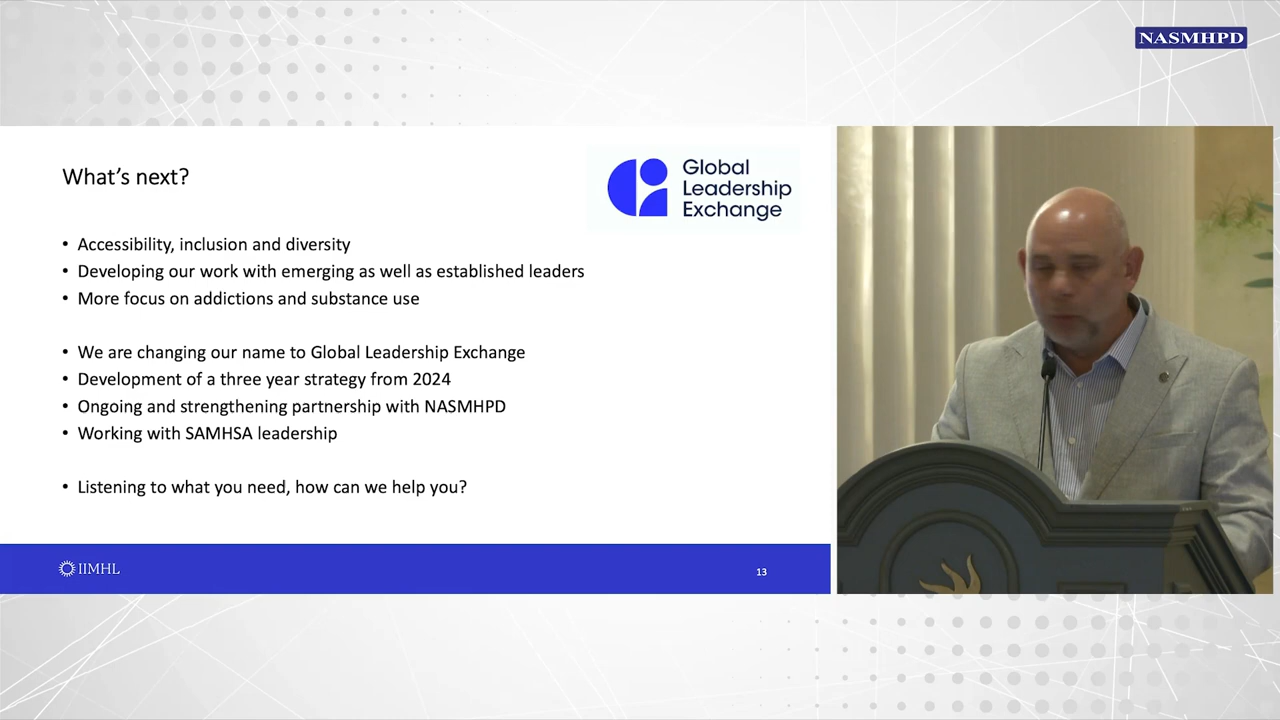 NASMHPD
What's next?
Global
Leadership
Exchange
• Accessibility, inclusion and diversity
• Developing our work with emerging as well as established leaders
• More focus on addictions and substance use
• We are changing our name to Global Leadership Exchange
• Development of a three year strategy from 2024
• Ongoing and strengthening partnership with NASMHPD
• Working with SAMHSA leadership
• Listening to what you need, how can we help you?
IIMHL
13